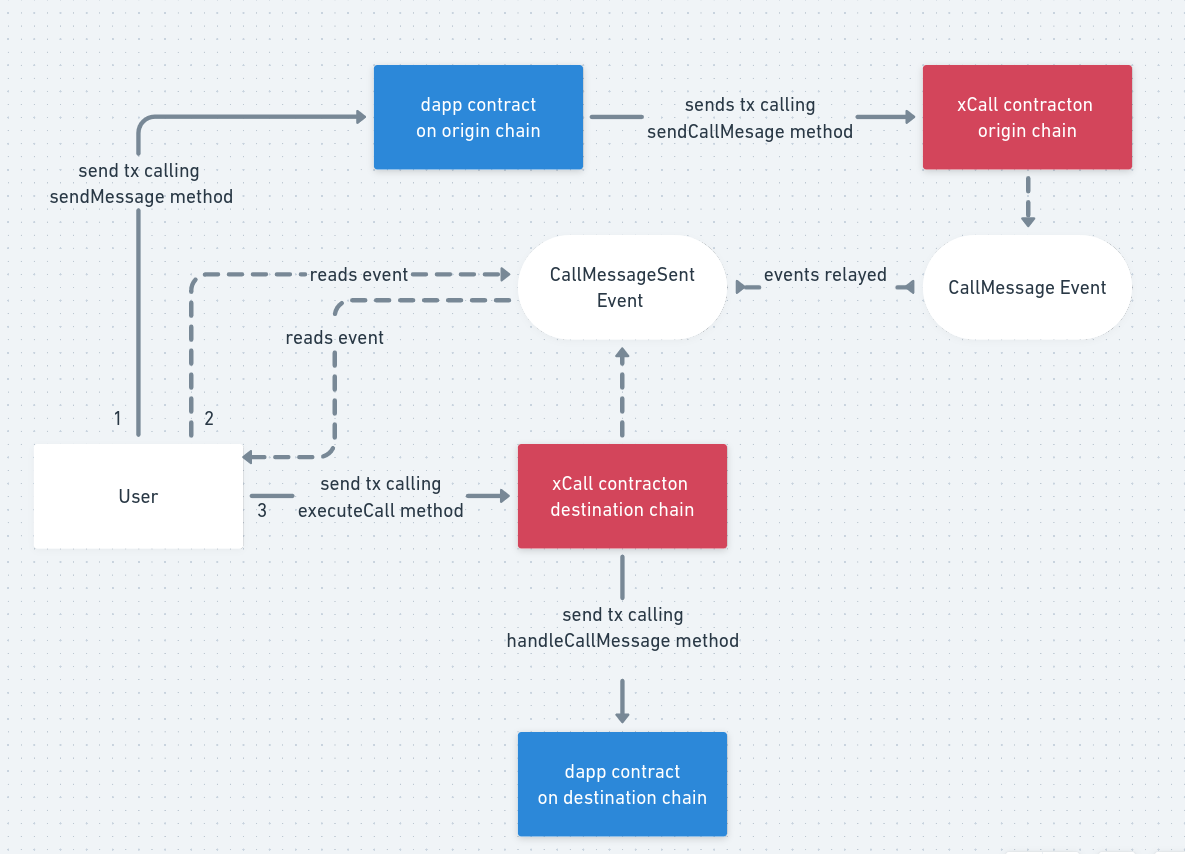 dapp contract
on origin chain
sends tx calling
sendCallMesage method
xCall contracton
origin chain
send tx calling
sendMessage method
reads event
CallMessageSent
Event
events relayed
CallMessage Event
reads event
1
2
User
3
send tx calling
executeCall method
xCall contracton
destination chain
send tx calling
handleCallMessage method
dapp contract
on destination chain